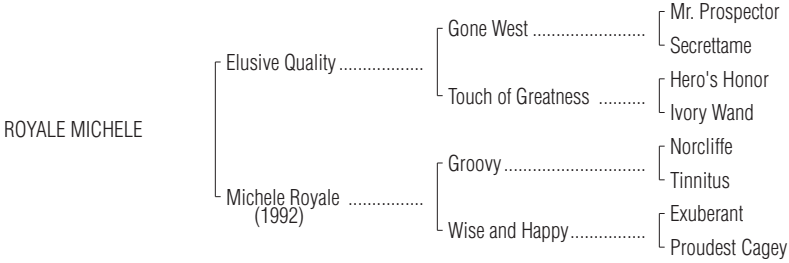 Mr. Prospector
Gone West ........................
Secrettame
Elusive Quality ..................
Hero's Honor
Touch of Greatness ..........
Ivory Wand
ROYALE MICHELE
Norcliffe
Groovy ..............................
Tinnitus
Michele Royale ................
(1992)
Exuberant
Wise and Happy................
Proudest Cagey